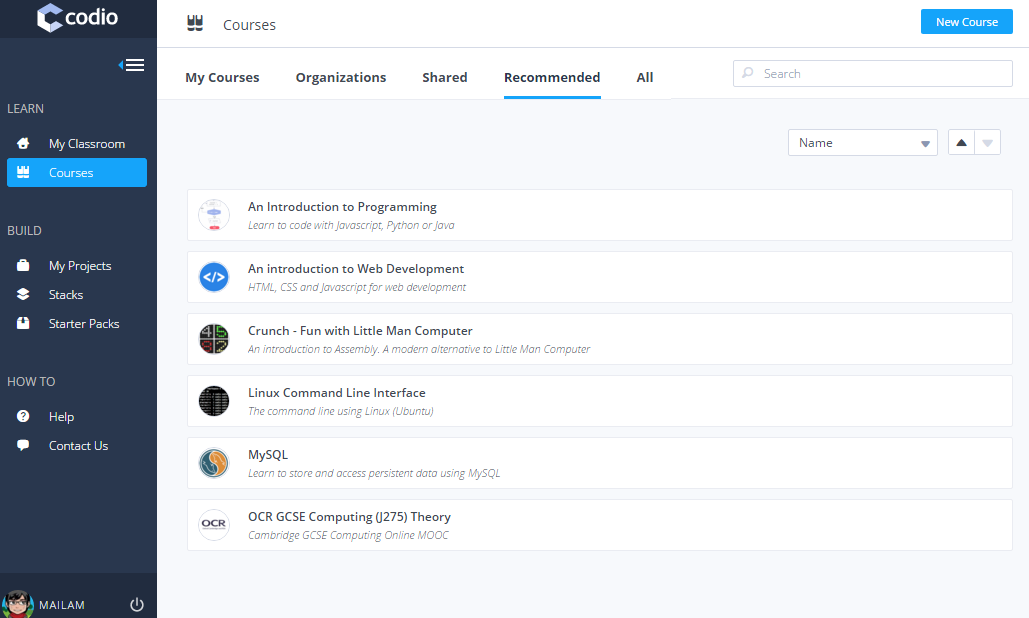 codio
Courses
New Course
LEARN
My Classroom
Courses
BUILD
My Projects
Stacks
Starter Packs
HOW TO
Help
Contact Us
MAILAM
My Courses
Organizations
Shared
Recommended
All
Search
Name
An Introduction to Programming
Learn to code with Javascript, Python or Java
</>
An introduction to Web Development
HTML, CSS and Javascript for web development
Crunch - Fun with Little Man Computer
An introduction to Assembly. A modern alternative to Little Man Computer
Linux Command Line Interface
The command line using Linux (Ubuntu)
MySQL
Learn to store and access persistent data using MySQL
OCR
OCR GCSE Computing (J275) Theory
Cambridge GCSE Computing Online MOOC